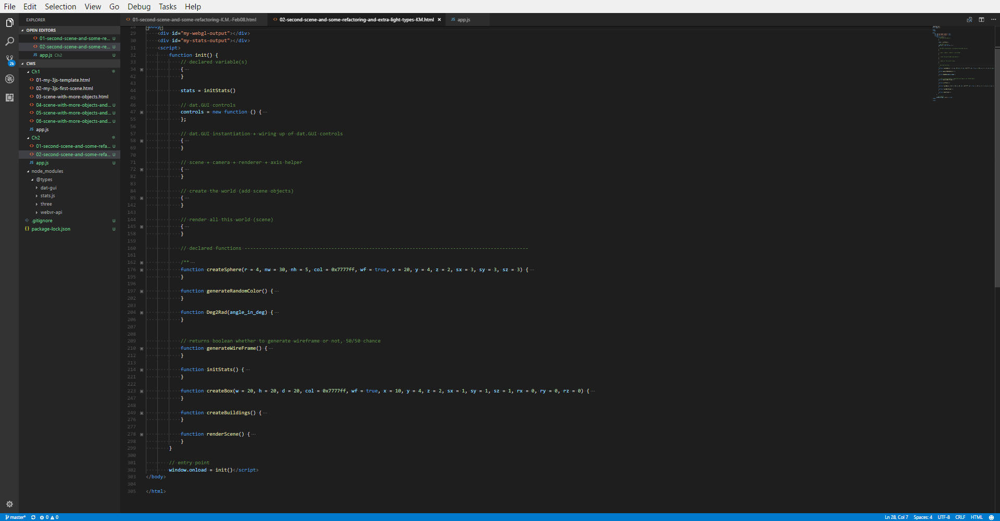 File Edit Selection View Go Debug Tasks Help
EXPLORER
OPEN EDITORS
01-second-scene-and-some-re... U
02-second-scene-and-some-re... U
JS app.js Ch2 U
CWS
Ch1
01-my-3js-template.html
02-my-3js-first-scene.html
03-scene-with-more-objects.html
04-scene-with-more-objects-and... U
05-scene-with-more-objects-and... U
06-scene-with-more-objects-and... U
JS app.js
Ch2
01-second-scene-and-some-refa... U
02-second-scene-and-some-refa... U
JS app.js U
node_modules
@types
dat-gui
stats.js
three
webvr-api
.gitignore U
{} package-lock.json U
2k
01-second-scene-and-some-refactoring-K.M.-Feb08.html
02-second-scene-and-some-refactoring-and-extra-light-types-KM.html
JS app.js
28 <body>
29 <div id="my-webgl-output"></div>
30 <div id="my-stats-output"></div>
31 <script>
32 function init() {
33 // declared variable(s)
34 { ...
42 }
43
44 stats = initStats()
45
46 // dat.GUI controls
47 controls = new function () { ...
55 };
56
57 // dat.GUI instantiation + wiring up of dat.GUI controls
58 { ...
69 }
70
71 // scene + camera + renderer + axis helper
72 { ...
82 }
83
84 // create the world (add scene objects)
85 { ...
142 }
143
144 // render all this world (scene)
145 { ...
158 }
159
160 // declared functions ---------------------------------------------------------------------------------------------------
161
162 /** ...
176 function createSphere(r = 4, nw = 30, nh = 5, col = 0x7777ff, wf = true, x = 20, y = 4, z = 2, sx = 3, sy = 3, sz = 3) { ...
195 }
196
197 function generateRandomColor() { ...
202 }
203
204 function Deg2Rad(angle_in_deg) { ...
206 }
207
208
209 // returns boolean whether to generate wireframe or not, 50/50 chance
210 function generateWireFrame() { ...
212 }
213
214 function initStats() { ...
221 }
222
223 function createBox(w = 20, h = 20, d = 20, col = 0x7777ff, wf = true, x = 10, y = 4, z = 2, sx = 1, sy = 1, sz = 1, rx = 0, ry = 0, rz = 0) { ...
247 }
248
249 function createBuildings() { ...
276 }
277
278 function renderScene() { ...
298 }
299 }
300
301 // entry point
302 window.onload = init()</script>
303 </body>
304
305 </html>
master* 0 0 Ln 28, Col 7 Spaces: 4 UTF-8 CRLF HTML